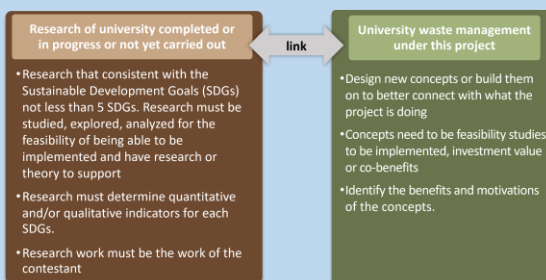 Research of university completed or
in progress or not yet carried out
•Research that consistent with the
Sustainable Development Goals (SDGs)
not less than 5 SDGs. Research must be
studied, explored, analyzed for the
feasibility of being able to be
implemented and have research or
theory to support
•Research must determine quantitative
and/or qualitative indicators for each
SDGs.
•Research work must be the work of the
contestant
link
University waste management
under this project
•Design new concepts or build them
on to better connect with what the
project is doing
•Concepts need to be feasibility studies
to be implemented, investment value
or co-benefits
•Identify the benefits and motivations
of the concepts.